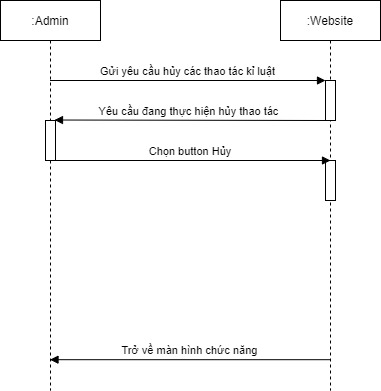 :Admin
:Website
Gửi yêu cầu hủy các thao tác kỉ luật
Yêu cầu đang thực hiện hủy thao tác
Chọn button Hủy
Trở về màn hình chức năng